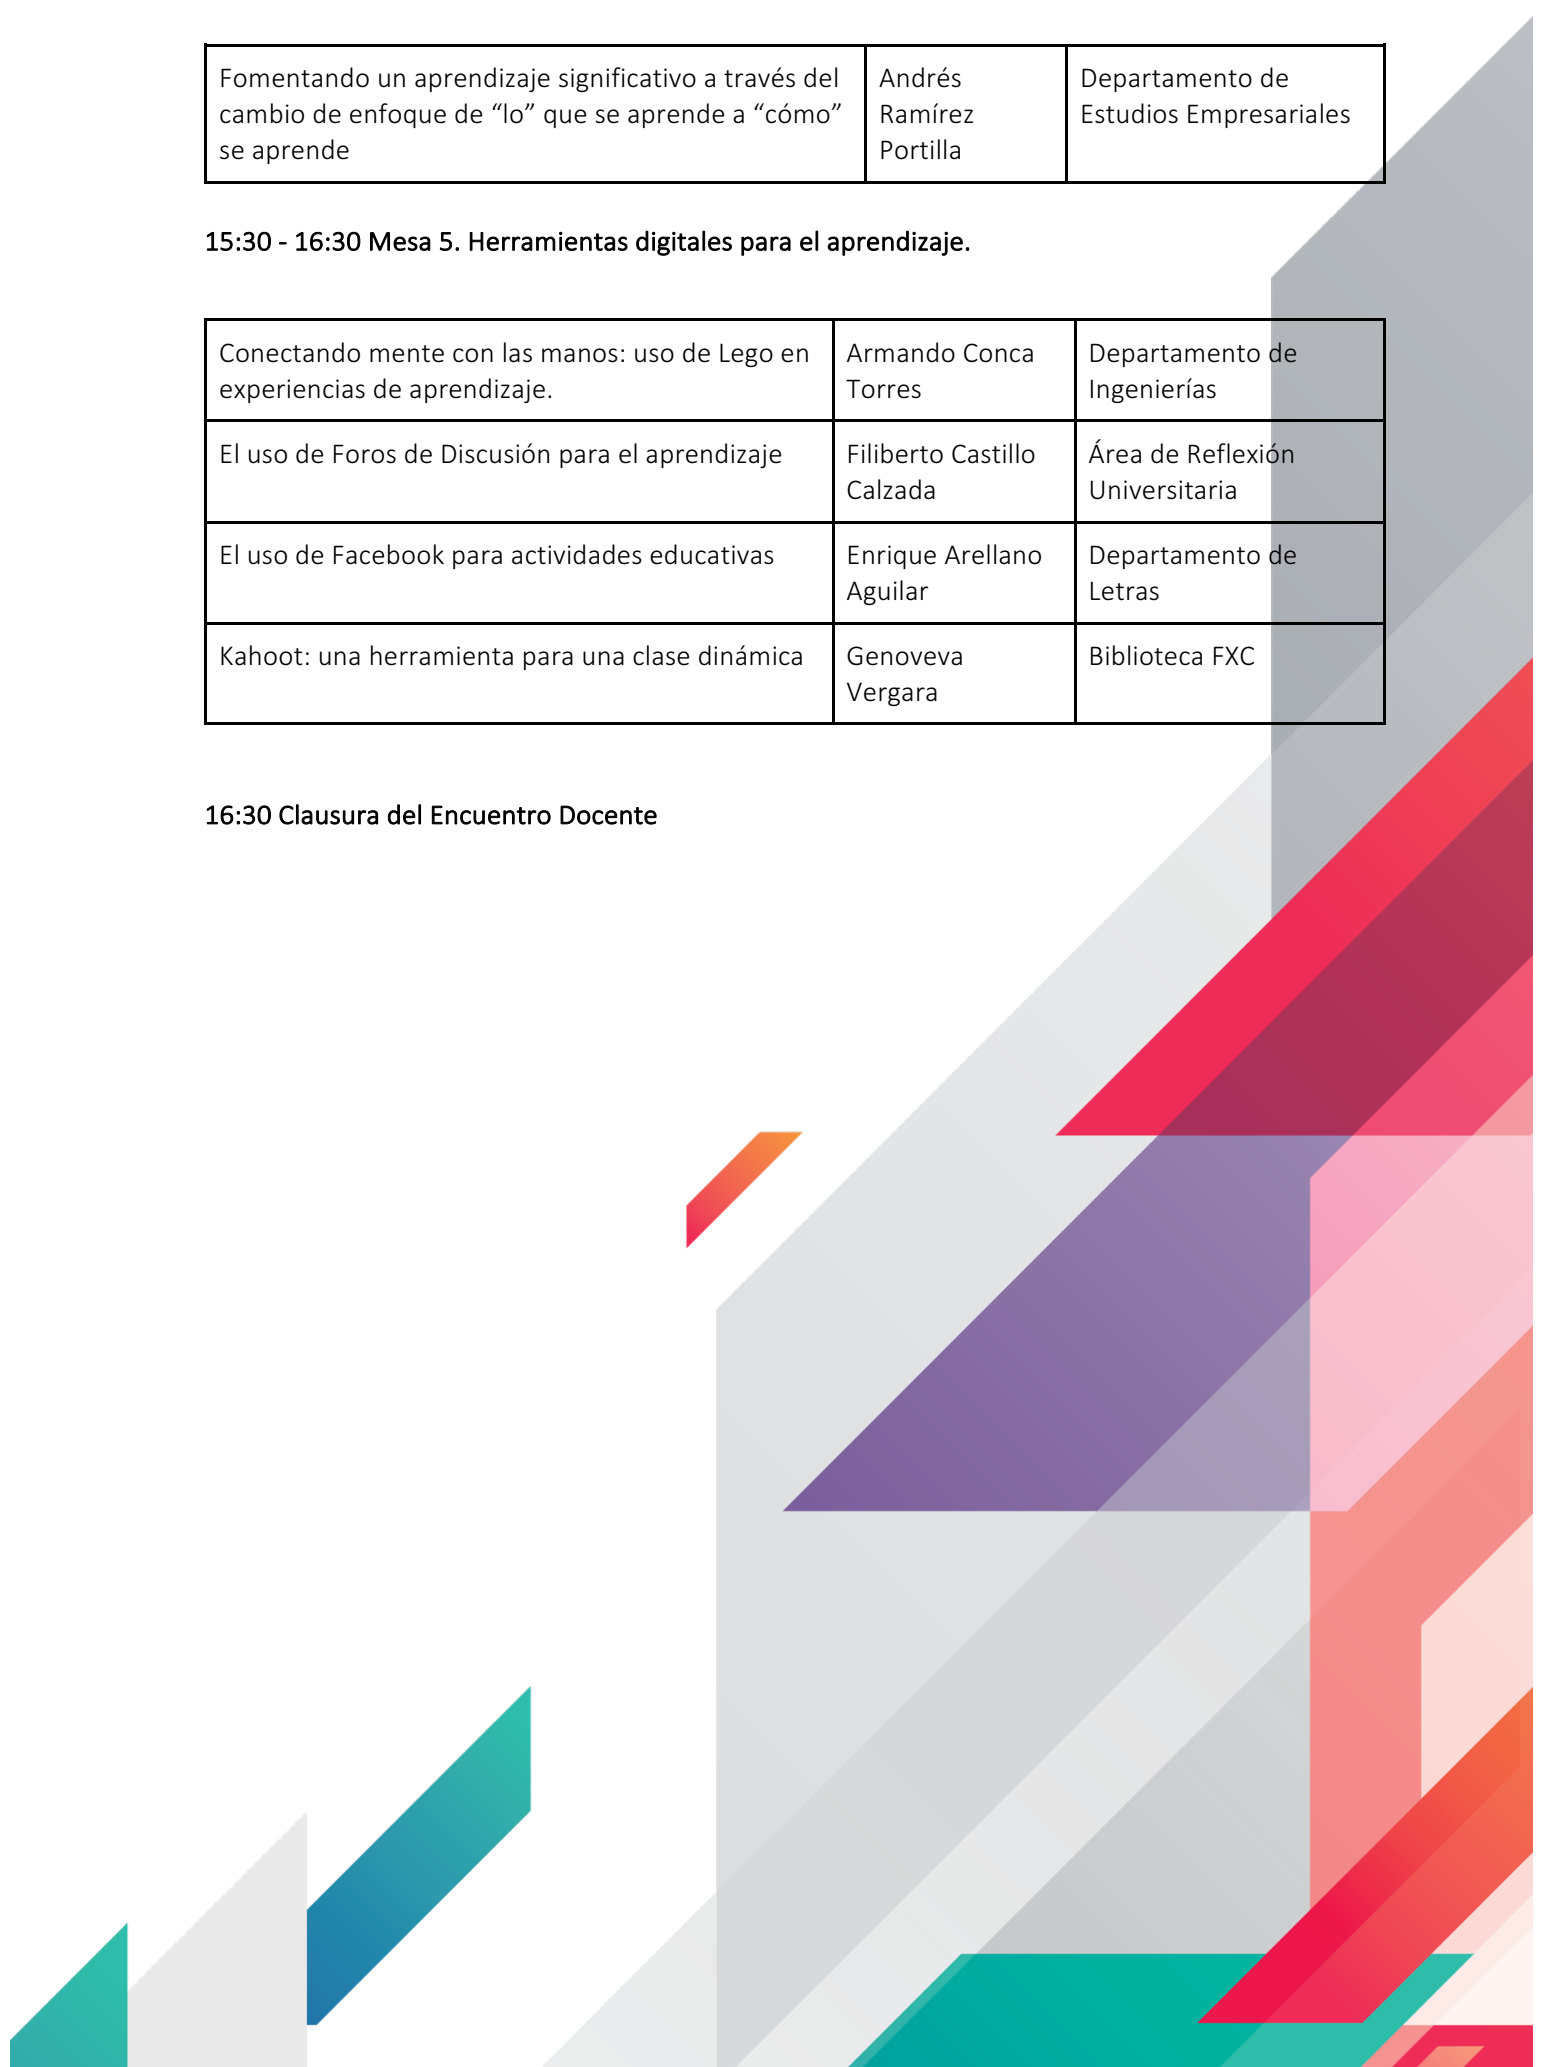 Fomentando un aprendizaje significativo a través del
cambio de enfoque de “lo” que se aprende a “cómo”
se aprende
Andrés
Ramírez
Portilla
Departamento de
Estudios Empresariales
15:30 - 16:30 Mesa 5. Herramientas digitales para el aprendizaje.
Conectando mente con las manos: uso de Lego en
experiencias de aprendizaje.
Armando Conca
Torres
Departamento de
Ingenierías
El uso de Foros de Discusión para el aprendizaje
Filiberto Castillo
Calzada
Área de Reflexión
Universitaria
El uso de Facebook para actividades educativas
Enrique Arellano
Aguilar
Departamento de
Letras
Kahoot: una herramienta para una clase dinámica
Genoveva
Vergara
Biblioteca FXC
16:30 Clausura del Encuentro Docente